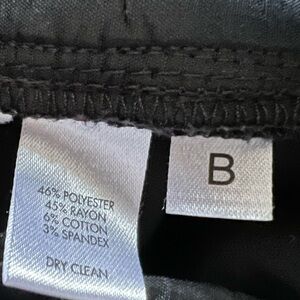 46% POLYESTER
45% RAYON
6% COTTON
3% SPANDEX
DRY CLEAN
B